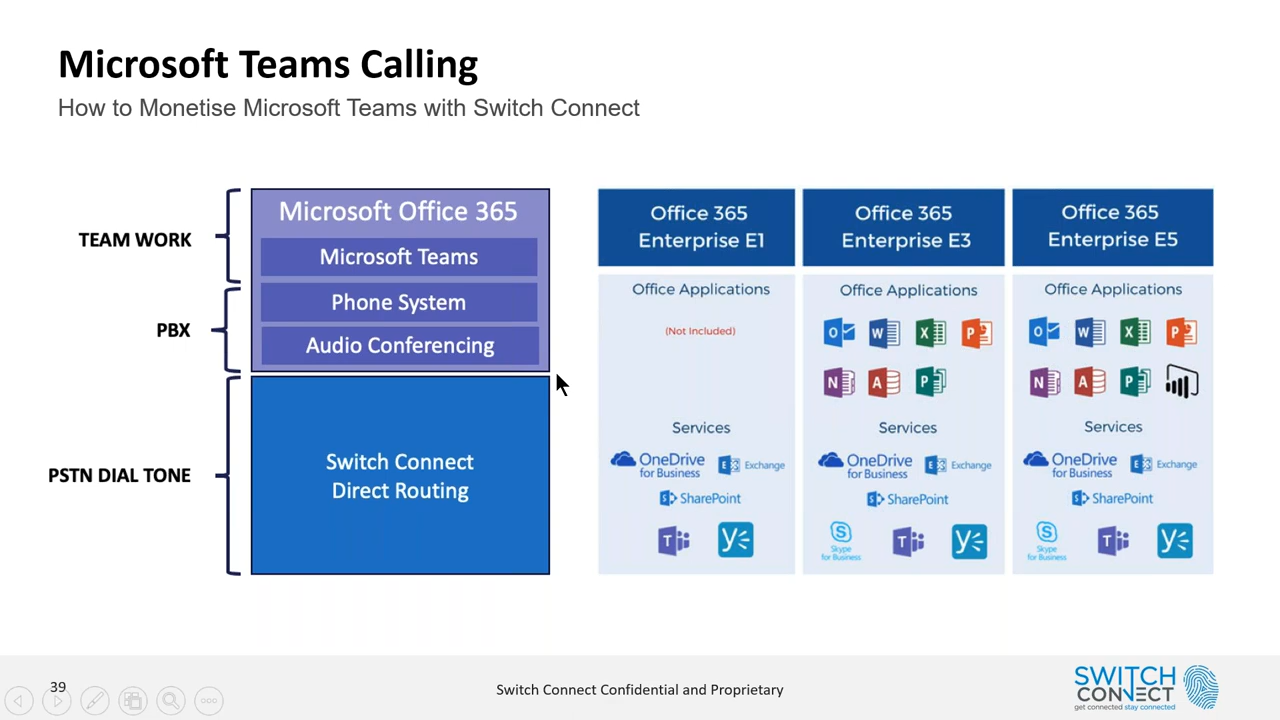 Microsoft Teams Calling
How to Monetise Microsoft Teams with Switch Connect
TEAM WORK
PBX
PSTN DIAL TONE
Microsoft Office 365
Microsoft Teams
Phone System
Audio Conferencing
Switch Connect
Direct Routing
Office 365
Enterprise E1
Office Applications
(Not Included)
Services
OneDrive
for Business
Exchange
SharePoint
T
Y
Office 365
Enterprise E3
Office Applications
O
W
X
P
N
A
P
Services
OneDrive
for Business
Exchange
SharePoint
S
Skype
for Business
T
Y
Office 365
Enterprise E5
Office Applications
O
W
X
P
N
A
P
Services
OneDrive
for Business
Exchange
SharePoint
S
Skype
for Business
T
Y
39
Switch Connect Confidential and Proprietary
SWITCH
CONNECT
get connected stay connected